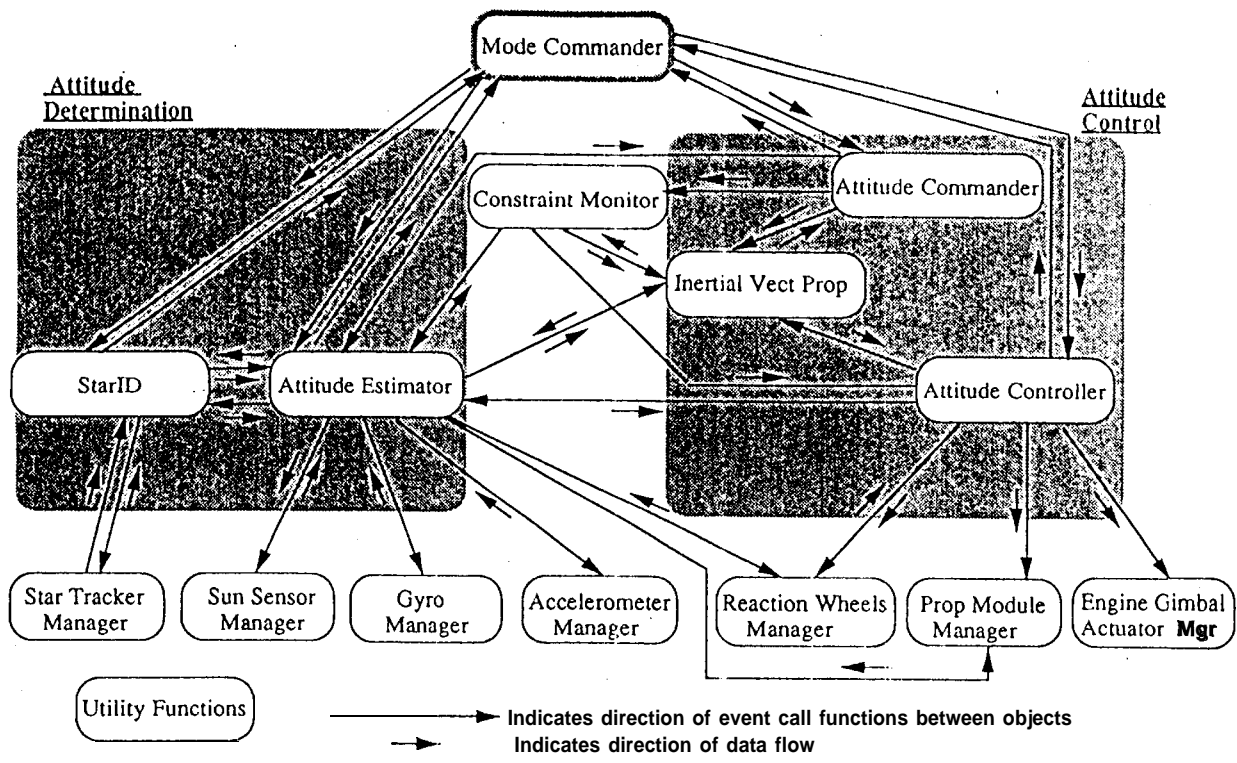 Mode Commander
Attitude
Determination
Attitude
Control
Constraint Monitor
Attitude Commander
Inertial Vect Prop
StarID
Attitude Estimator
Attitude Controller
Star Tracker
Manager
Sun Sensor
Manager
Gyro
Manager
Accelerometer
Manager
Reaction Wheels
Manager
Prop Module
Manager
Engine Gimbal
Actuator Mgr
Utility Functions
Indicates direction of event call functions between objects
Indicates direction of data flow